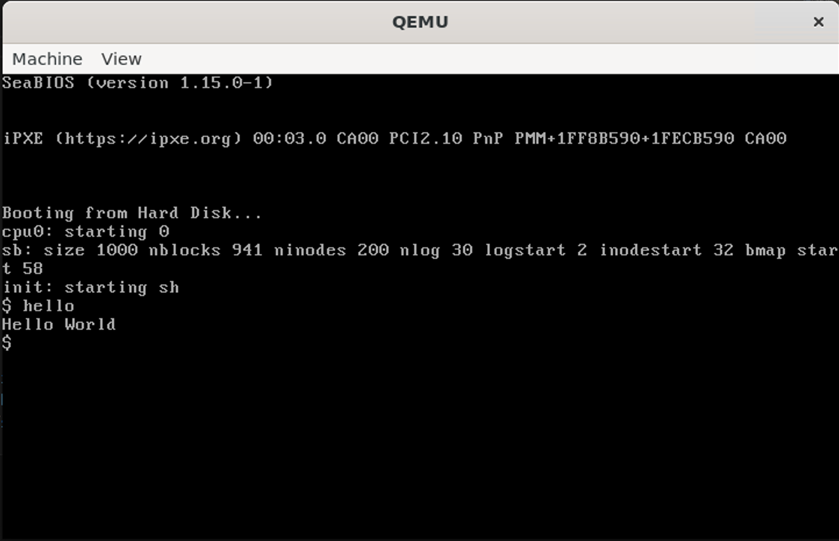 QEMU
Machine View
SeaBIOS (version 1.15.0-1)
iPXE (https://ipxe.org) 00:03.0 CA00 PCI2.10 PnP PMM+1FF8B590+1FECB590 CA00
Booting from Hard Disk...
cpu0: starting 0
sb: size 1000 nblocks 941 ninodes 200 nlog 30 logstart 2 inodestart 32 bmap star
t 58
init: starting sh
$ hello
Hello World
$